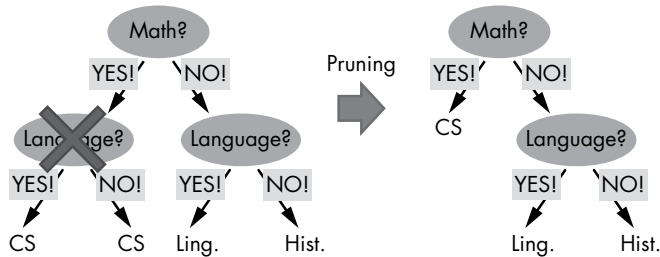 Math?
YES! NO!
Language? Language?
YES! NO! YES! NO!
CS CS Ling. Hist.
Pruning
Math?
YES! NO!
CS
Language?
YES! NO!
Ling. Hist.